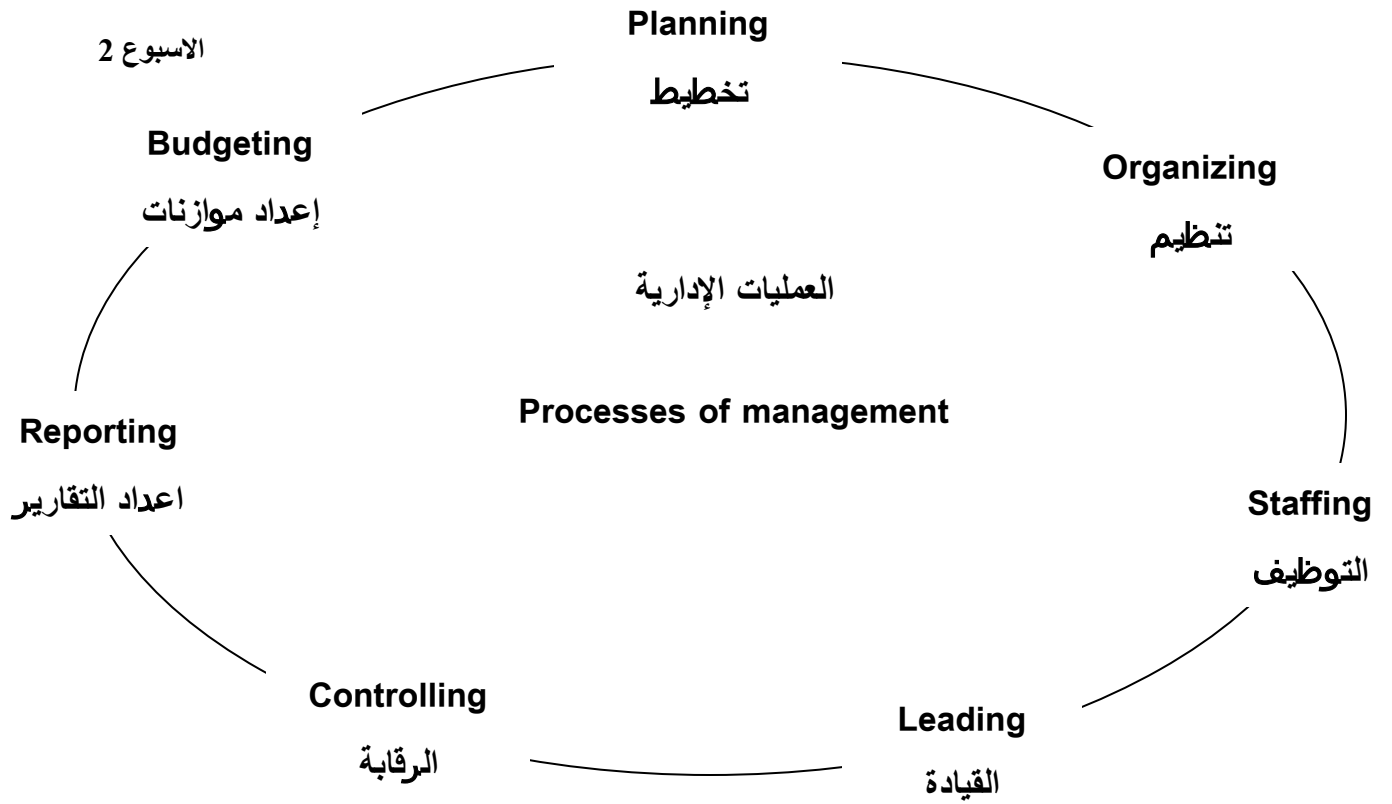 الاسبوع 2
Planning
تخطيط
Organizing
تنظيم
Staffing
التوظيف
Leading
القيادة
Controlling
الرقابة
Reporting
اعداد التقارير
Budgeting
إعداد موازنات
العمليات الإدارية
Processes of management